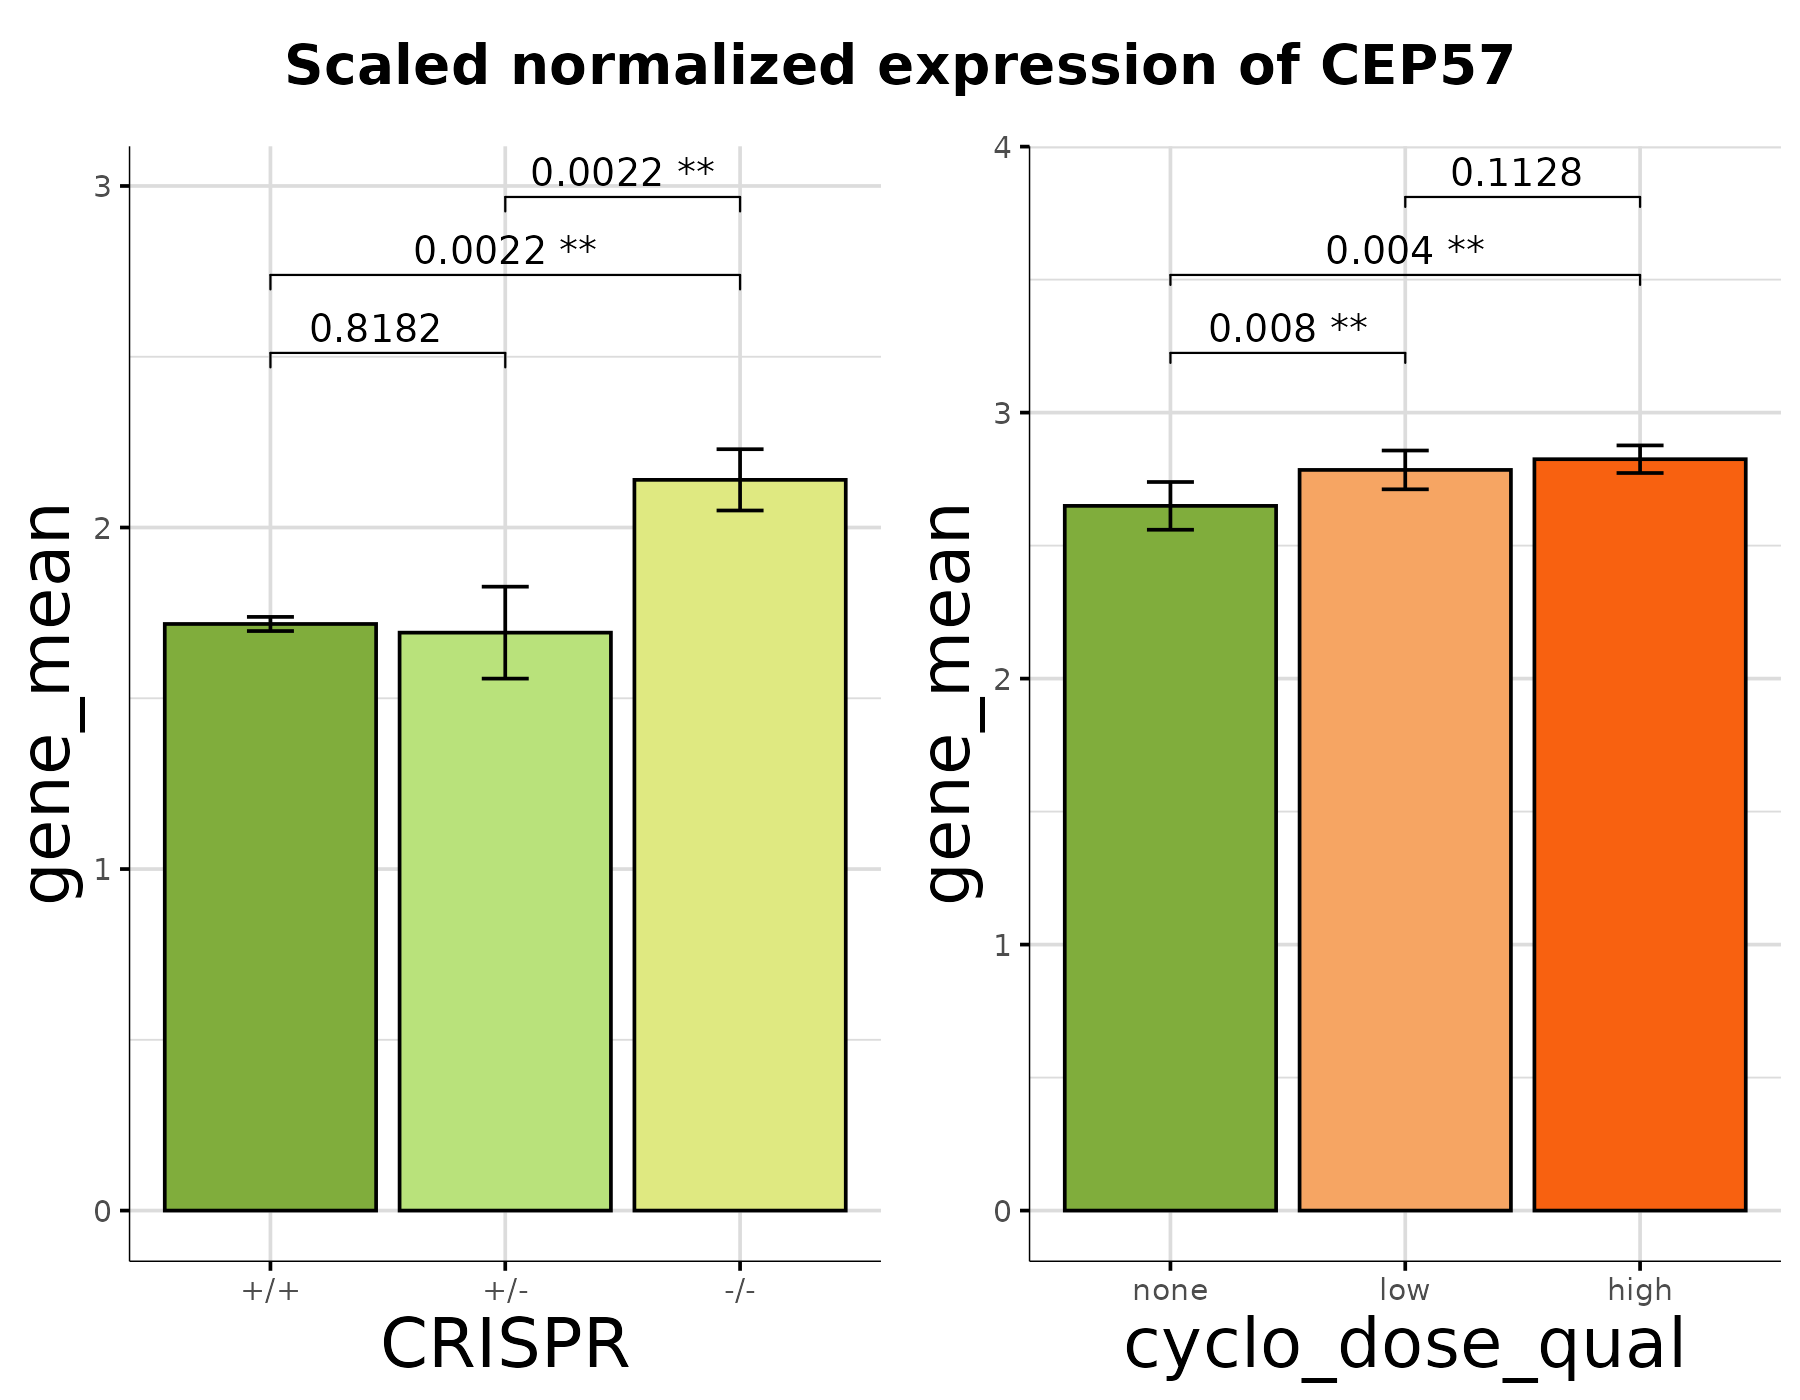 Scaled normalized expression of CEP57
gene_mean
3
2
1
0
0.0022 **
0.0022 **
0.8182
+/+ +/- -/-
CRISPR
gene_mean
4
3
2
1
0
0.1128
0.004 **
0.008 **
none low high
cyclo_dose_qual